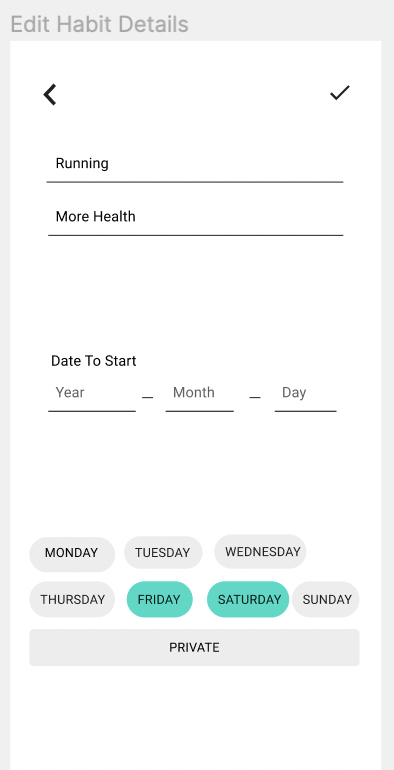 Edit Habit Details
Running
More Health
Date To Start
Year – Month – Day
MONDAY TUESDAY WEDNESDAY
THURSDAY FRIDAY SATURDAY SUNDAY
PRIVATE